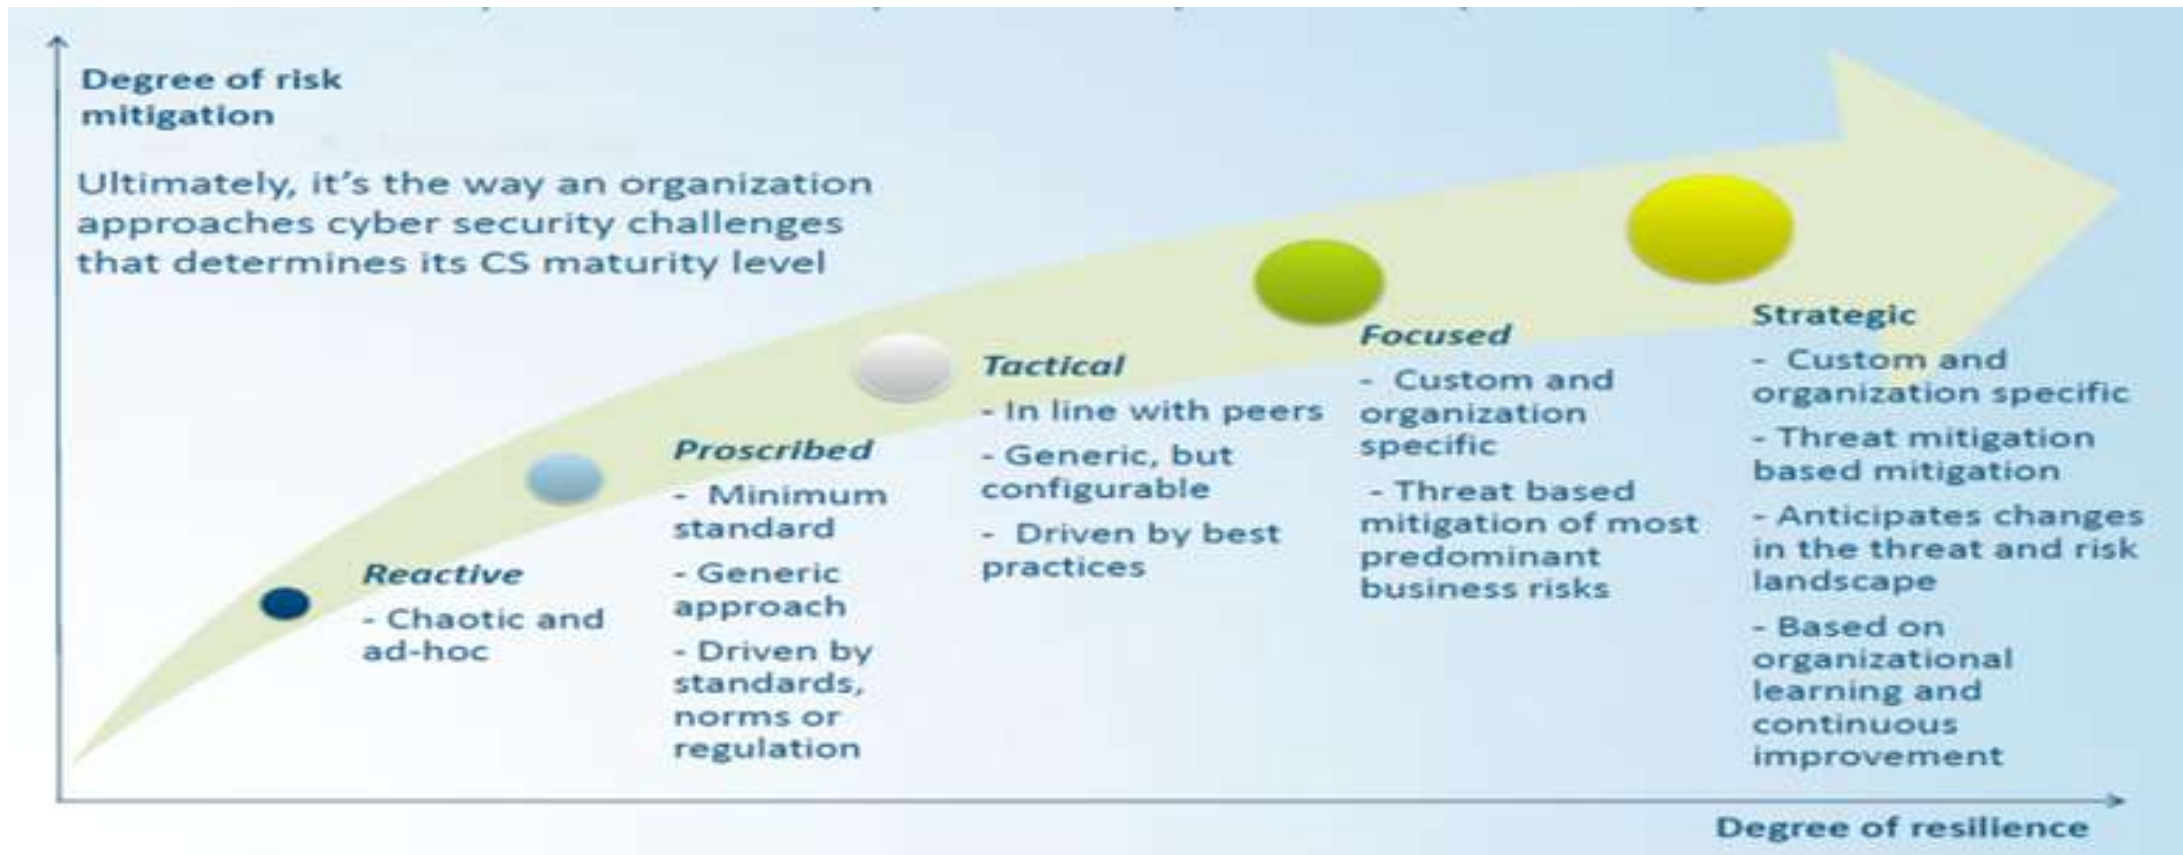 Degree of risk
mitigation
Ultimately, it's the way an organization
approaches cyber security challenges
that determines its CS maturity level
Reactive
- Chaotic and
ad-hoc
Proscribed
- Minimum
standard
- Generic
approach
- Driven by
standards,
norms or
regulation
Tactical
- In line with peers
- Generic, but
configurable
- Driven by best
practices
Focused
- Custom and
organization
specific
- Threat based
mitigation of most
predominant
business risks
Strategic
- Custom and
organization specific
- Threat mitigation
based mitigation
- Anticipates changes
in the threat and risk
landscape
- Based on
organizational
learning and
continuous
improvement
Degree of resilience